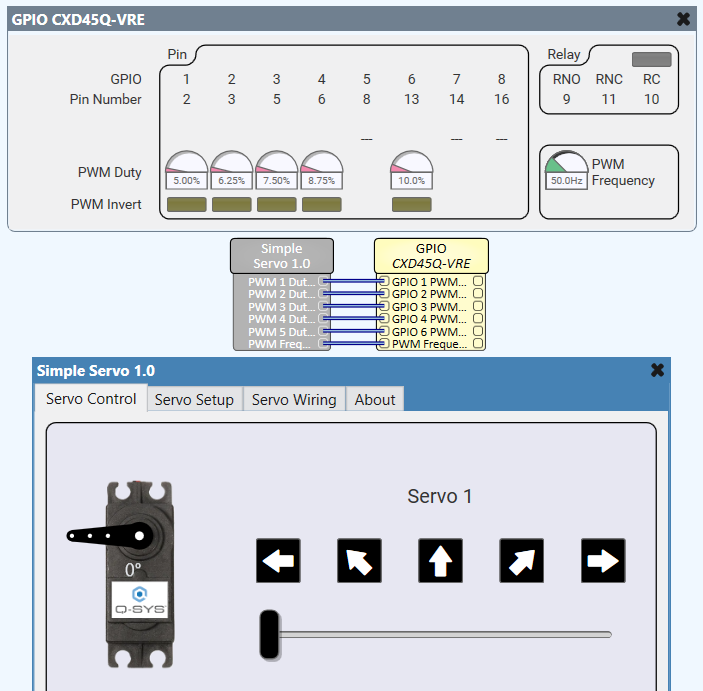 GPIO CXD45Q-VRE
Pin
Relay
GPIO 1 2 3 4 5 6 7 8 RNO RNC RC
Pin Number 2 3 5 6 8 13 14 16 9 11 10
--- --- ---
PWM Duty 5.00% 6.25% 7.50% 8.75% 10.0% 50.0Hz PWM Frequency
PWM Invert
Simple
Servo 1.0
GPIO
CXD45Q-VRE
PWM 1 Dut... GPIO 1 PWM...
PWM 2 Dut... GPIO 2 PWM...
PWM 3 Dut... GPIO 3 PWM...
PWM 4 Dut... GPIO 4 PWM...
PWM 5 Dut... GPIO 6 PWM...
PWM Freq... PWM Freque...
Simple Servo 1.0
Servo Control Servo Setup Servo Wiring About
Servo 1
0°
Q-SYS